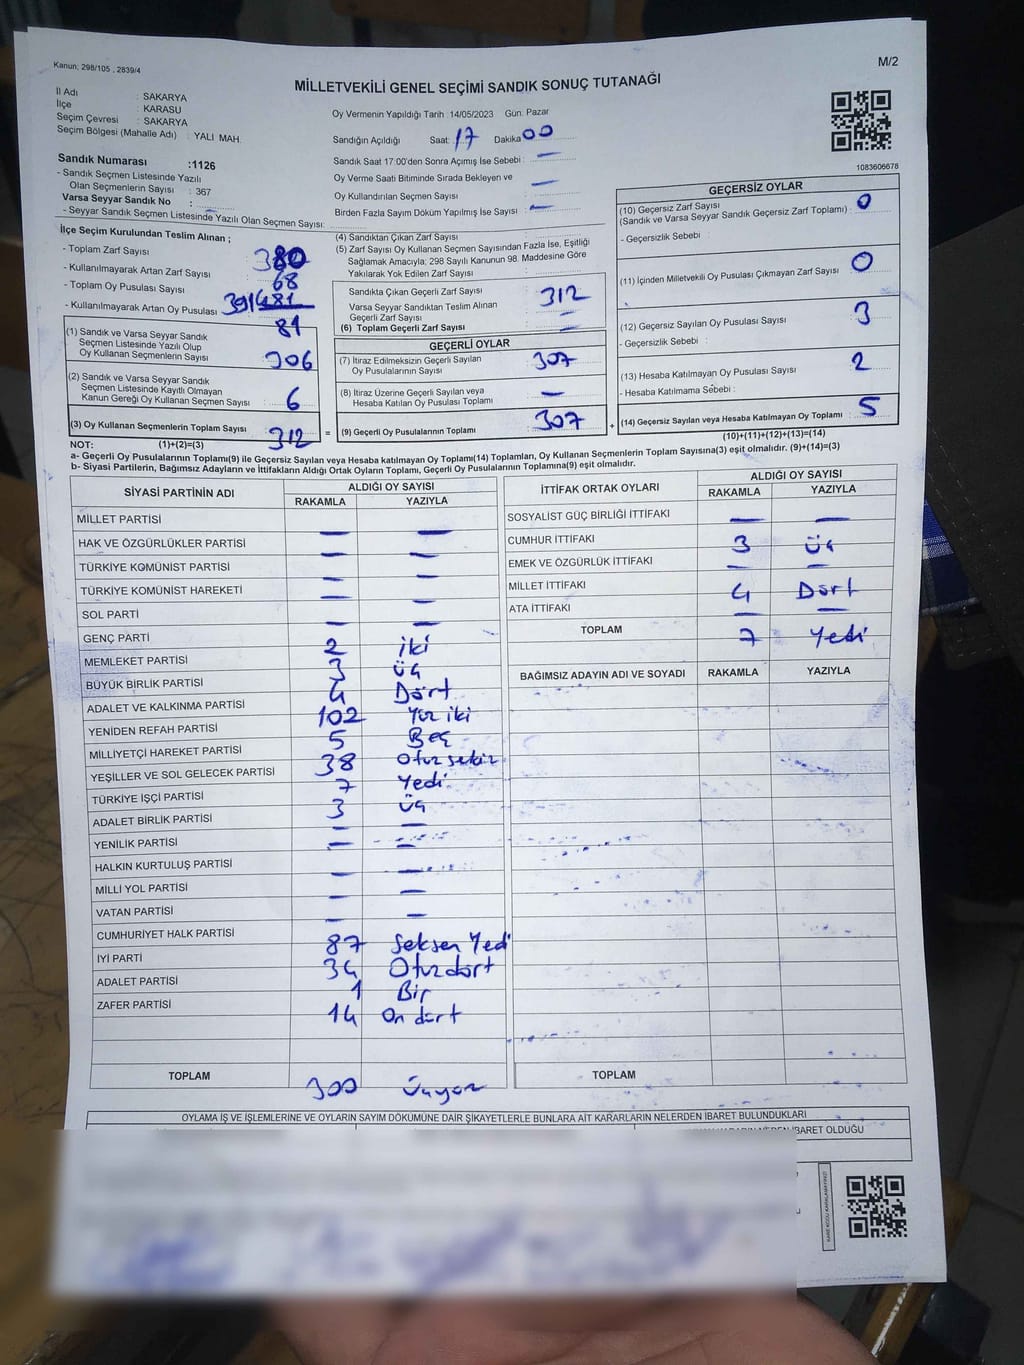 Kanun; 298/105 , 2839/4
M/2
MİLLETVEKİLİ GENEL SEÇİMİ SANDIK SONUÇ TUTANAĞI
İl Adı : SAKARYA
İlçe : KARASU
Seçim Çevresi : SAKARYA
Seçim Bölgesi (Mahalle Adı) : YALI MAH.
Sandık Numarası :1126
- Sandık Seçmen Listesinde Yazılı
Olan Seçmenlerin Sayısı : 367
Varsa Seyyar Sandık No :
- Seyyar Sandık Seçmen Listesinde Yazılı Olan Seçmen Sayısı:
Oy Vermenin Yapıldığı Tarih :14/05/2023 Gün: Pazar
Sandığın Açıldığı Saat: 17 Dakika: 00
Sandık Saat 17:00'den Sonra Açılmış İse Sebebi : —
Oy Verme Saati Bitiminde Sırada Bekleyen ve
Oy Kullandırılan Seçmen Sayısı : —
Birden Fazla Sayım Döküm Yapılmış İse Sayısı : —
1083606678
İlçe Seçim Kurulundan Teslim Alınan ;
- Toplam Zarf Sayısı : 380
- Kullanılmayarak Artan Zarf Sayısı : 68
- Toplam Oy Pusulası Sayısı
- Kullanılmayarak Artan Oy Pusulası : 81
(1) Sandık ve Varsa Seyyar Sandık
Seçmen Listesinde Yazılı Olup
Oy Kullanan Seçmenlerin Sayısı : 306
(2) Sandık ve Varsa Seyyar Sandık
Seçmen Listesinde Kayıtlı Olmayan
Kanun Gereği Oy Kullanan Seçmen Sayısı : 6
(3) Oy Kullanan Seçmenlerin Toplam Sayısı : 312
(1)+(2)=(3)
(4) Sandıktan Çıkan Zarf Sayısı :
(5) Zarf Sayısı Oy Kullanan Seçmen Sayısından Fazla İse, Eşitliği
Sağlamak Amacıyla; 298 Sayılı Kanunun 98. Maddesine Göre
Yakılarak Yok Edilen Zarf Sayısı :
Sandıkta Çıkan Geçerli Zarf Sayısı : 312
Varsa Seyyar Sandıktan Teslim Alınan
Geçerli Zarf Sayısı : —
(6) Toplam Geçerli Zarf Sayısı : —
GEÇERLİ OYLAR
(7) İtiraz Edilmeksizin Geçerli Sayılan
Oy Pusulalarının Sayısı : 307
(8) İtiraz Üzerine Geçerli Sayılan veya
Hesaba Katılan Oy Pusulası Toplamı : —
= (9) Geçerli Oy Pusulalarının Toplamı : 307 +
GEÇERSİZ OYLAR
(10) Geçersiz Zarf Sayısı
(Sandık ve Varsa Seyyar Sandık Geçersiz Zarf Toplamı) : 0
- Geçersizlik Sebebi :
(11) İçinden Milletvekili Oy Pusulası Çıkmayan Zarf Sayısı : 0
(12) Geçersiz Sayılan Oy Pusulası Sayısı : 3
- Geçersizlik Sebebi :
(13) Hesaba Katılmayan Oy Pusulası Sayısı : 2
- Hesaba Katılmama Sebebi :
(14) Geçersiz Sayılan veya Hesaba Katılmayan Oy Toplamı : 5
(10)+(11)+(12)+(13)=(14)
NOT:
a- Geçerli Oy Pusulalarının Toplamı(9) ile Geçersiz Sayılan veya Hesaba katılmayan Oy Toplamı(14) Toplamları, Oy Kullanan Seçmenlerin Toplam Sayısına(3) eşit olmalıdır. (9)+(14)=(3)
b- Siyasi Partilerin, Bağımsız Adayların ve İttifakların Aldığı Ortak Oyların Toplamı, Geçerli Oy Pusulalarının Toplamına(9) eşit olmalıdır.
SİYASİ PARTİNİN ADI ALDIĞI OY SAYISI
RAKAMLA YAZIYLA
MİLLET PARTİSİ — —
HAK VE ÖZGÜRLÜKLER PARTİSİ — —
TÜRKİYE KOMÜNİST PARTİSİ — —
TÜRKİYE KOMÜNİST HAREKETİ — —
SOL PARTİ — —
GENÇ PARTİ 2 iki
MEMLEKET PARTİSİ 3 üç
BÜYÜK BİRLİK PARTİSİ 4 Dört
ADALET VE KALKINMA PARTİSİ 102 Yüz iki
YENİDEN REFAH PARTİSİ 5 Beş
MİLLİYETÇİ HAREKET PARTİSİ 38 Otuz sekiz
YEŞİLLER VE SOL GELECEK PARTİSİ 7 Yedi
TÜRKİYE İŞÇİ PARTİSİ 3 üç
ADALET BİRLİK PARTİSİ — —
YENİLİK PARTİSİ — —
HALKIN KURTULUŞ PARTİSİ — —
MİLLİ YOL PARTİSİ — —
VATAN PARTİSİ — —
CUMHURİYET HALK PARTİSİ 87 Seksen Yedi
İYİ PARTİ 34 Otuz dört
ADALET PARTİSİ 1 Bir
ZAFER PARTİSİ 14 On dört
TOPLAM 300 Üçyüz
İTTİFAK ORTAK OYLARI ALDIĞI OY SAYISI
RAKAMLA YAZIYLA
SOSYALİST GÜÇ BİRLİĞİ İTTİFAKI — —
CUMHUR İTTİFAKI 3 Üç
EMEK VE ÖZGÜRLÜK İTTİFAKI — —
MİLLET İTTİFAKI 4 Dört
ATA İTTİFAKI — —
TOPLAM 7 Yedi
BAĞIMSIZ ADAYIN ADI VE SOYADI RAKAMLA YAZIYLA
TOPLAM
OYLAMA İŞ VE İŞLEMLERİNE VE OYLARIN SAYIM DÖKÜMÜNE DAİR ŞİKAYETLERLE BUNLARA AİT KARARLARIN NELERDEN İBARET BULUNDUKLARI
İBARET OLDUĞU